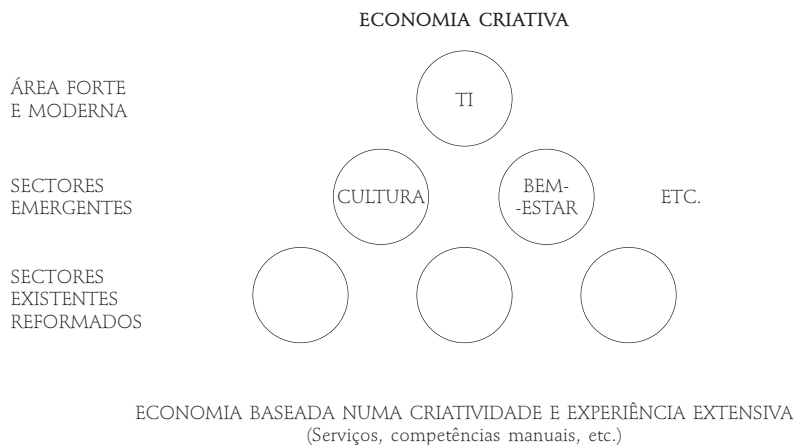 ECONOMIA CRIATIVA
ÁREA FORTE
E MODERNA
TI
SECTORES
EMERGENTES
CULTURA
BEM-
-ESTAR
ETC.
SECTORES
EXISTENTES
REFORMADOS
ECONOMIA BASEADA NUMA CRIATIVIDADE E EXPERIÊNCIA EXTENSIVA
(Serviços, competências manuais, etc.)